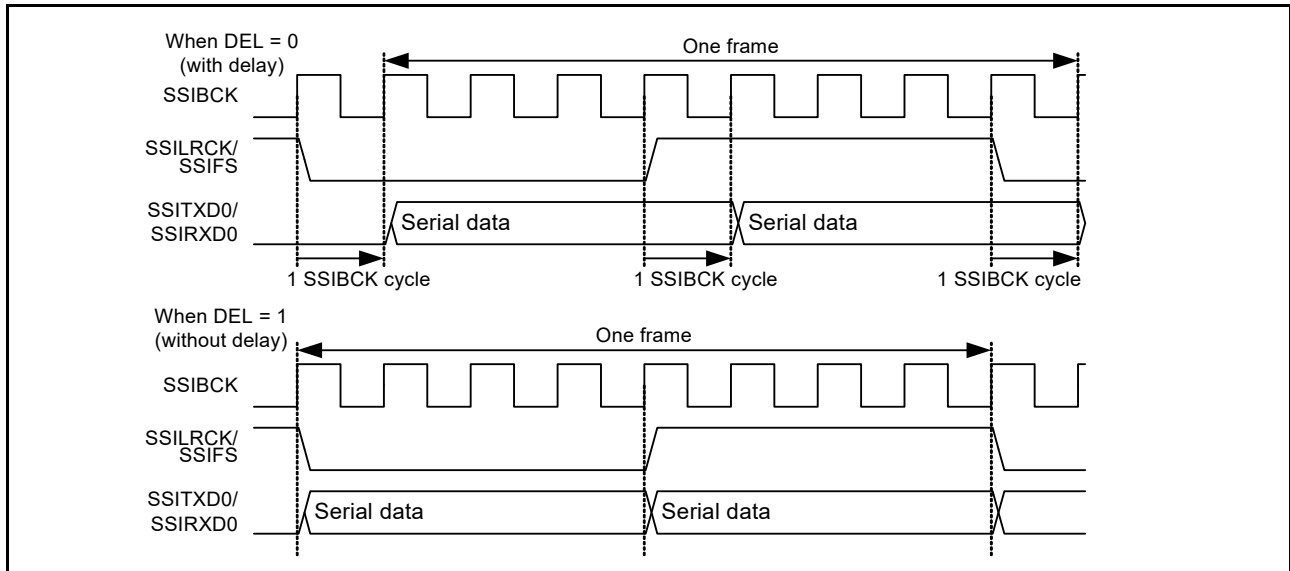 When DEL = 0
(with delay)
One frame
SSIBCK
SSILRCK/
SSIFS
SSITXD0/
SSIRXD0
Serial data
Serial data
1 SSIBCK cycle
1 SSIBCK cycle
1 SSIBCK cycle
When DEL = 1
(without delay)
One frame
SSIBCK
SSILRCK/
SSIFS
SSITXD0/
SSIRXD0
Serial data
Serial data